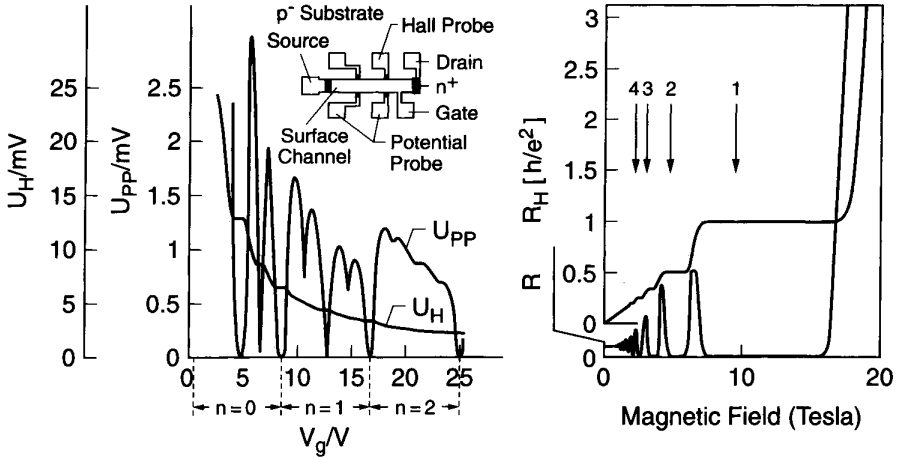 p⁻ Substrate
Hall Probe
Source
Drain
n⁺
Gate
Surface
Channel
Potential
Probe
U_H/mV
25
20
15
10
5
0
U_PP/mV
2.5
2
1.5
1
0.5
0
U_PP
U_H
0 5 10 15 20 25
n=0 n=1 n=2
V_g/V
R_H [h/e²]
R
3
2.5
2
1.5
1
0.5
0
4 3 2 1
0 10 20
Magnetic Field (Tesla)